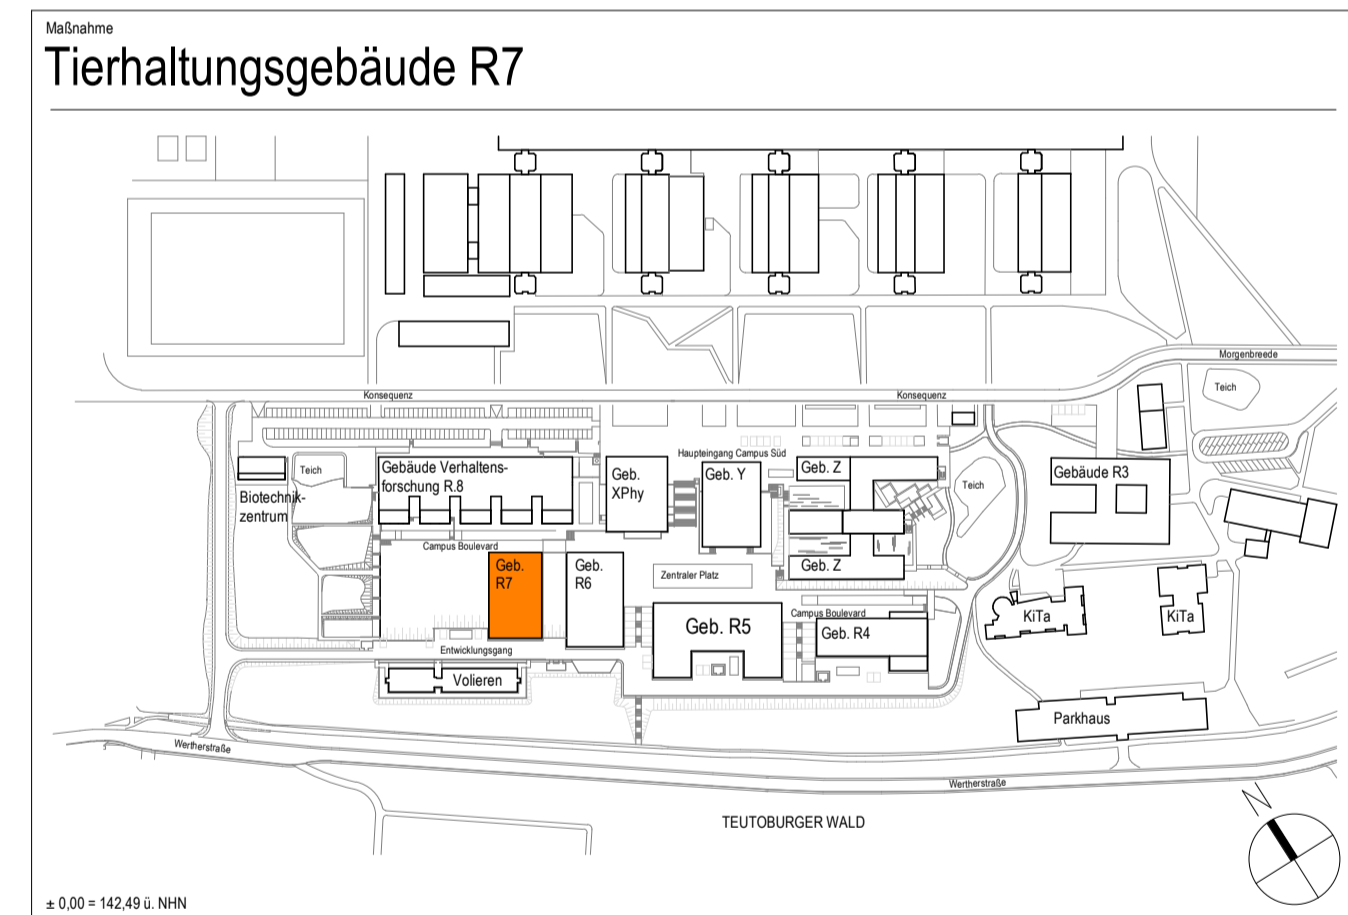 Maßnahme
Tierhaltungsgebäude R7
Morgenbreede
Konsequenz
Konsequenz
Teich
Haupteingang Campus Süd
Teich
Gebäude Verhaltens-
forschung R.8
Geb.
XPhy
Geb. Y
Geb. Z
Teich
Gebäude R3
Biotechnik-
zentrum
Campus Boulevard
Geb.
R7
Geb.
R6
Zentraler Platz
Geb. Z
Campus Boulevard
KiTa
KiTa
Geb. R5
Geb. R4
Entwicklungsgang
Volieren
Parkhaus
Wertherstraße
Wertherstraße
TEUTOBURGER WALD
N
± 0,00 = 142,49 ü. NHN